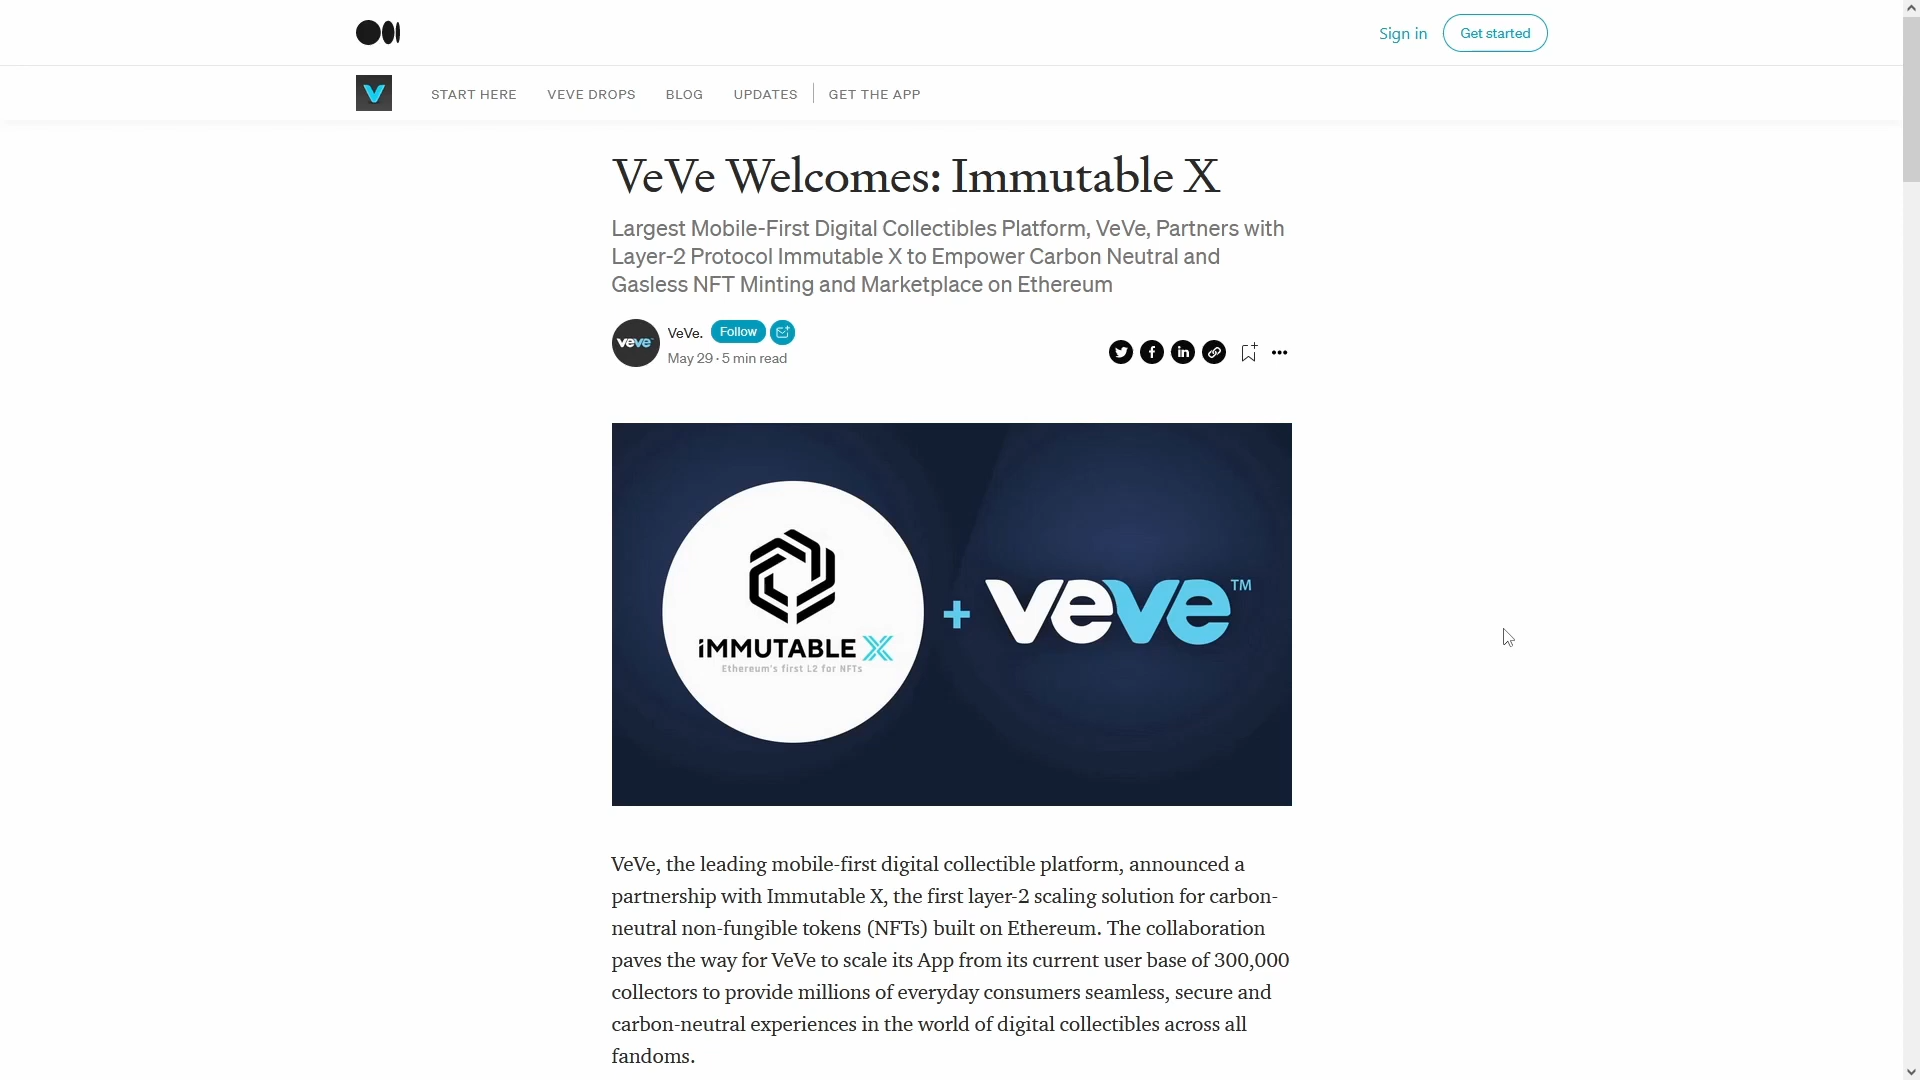 Sign in
Get started
START HERE
VEVE DROPS
BLOG
UPDATES
GET THE APP
VeVe Welcomes: Immutable X
Largest Mobile-First Digital Collectibles Platform, VeVe, Partners with
Layer-2 Protocol Immutable X to Empower Carbon Neutral and
Gasless NFT Minting and Marketplace on Ethereum
veve
VeVe.
Follow
May 29 · 5 min read
iMMUTABLE X
Ethereum's first L2 for NFTs
+
veve™
VeVe, the leading mobile-first digital collectible platform, announced a
partnership with Immutable X, the first layer-2 scaling solution for carbon-
neutral non-fungible tokens (NFTs) built on Ethereum. The collaboration
paves the way for VeVe to scale its App from its current user base of 300,000
collectors to provide millions of everyday consumers seamless, secure and
carbon-neutral experiences in the world of digital collectibles across all
fandoms.